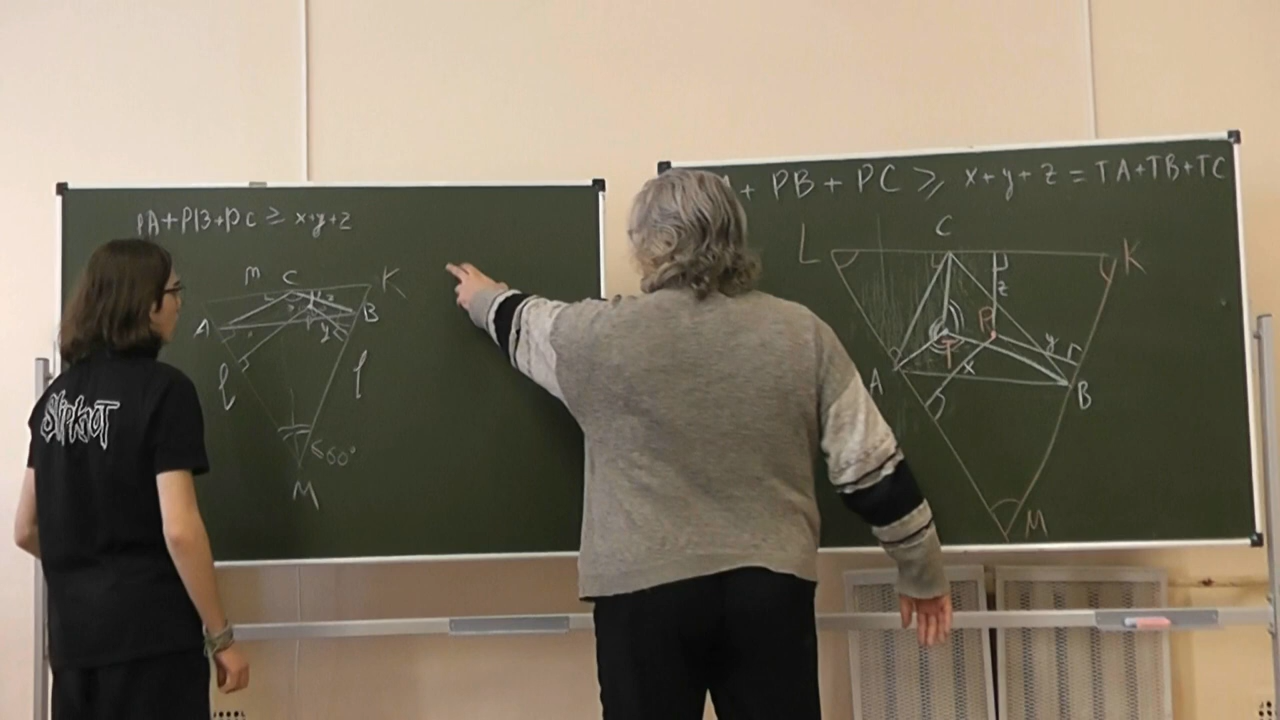 PA+PB+PC ≥ x+y+z
m C K
A B
x z y
l l
<60°
M
SlipKnoT
+ PB + PC ≥ x+y+z = TA+TB+TC
L C K
z
P
T x y
A B
M